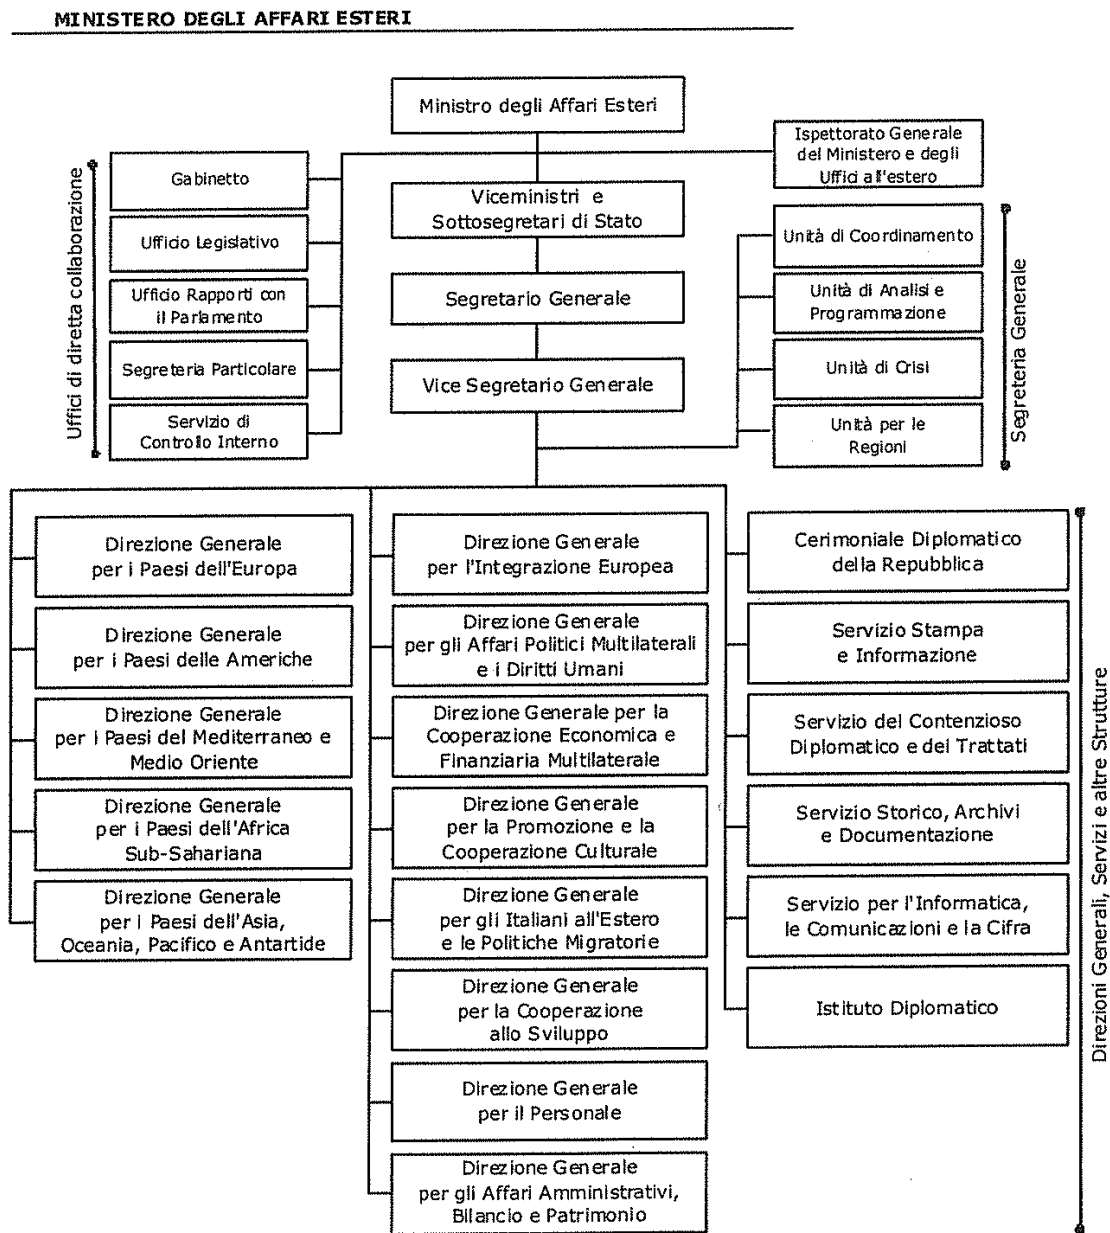 MINISTERO DEGLI AFFARI ESTERI
Ministro degli Affari Esteri
Uffici di diretta collaborazione
Gabinetto
Ufficio Legislativo
Ufficio Rapporti con
il Parlamento
Segreteria Particolare
Servizio di
Controllo Interno
Viceministri e
Sottosegretari di Stato
Segretario Generale
Vice Segretario Generale
Ispettorato Generale
del Ministero e degli
Uffici all'estero
Unità di Coordinamento
Unità di Analisi e
Programmazione
Unità di Crisi
Unità per le
Regioni
Segreteria Generale
Direzione Generale
per i Paesi dell'Europa
Direzione Generale
per i Paesi delle Americhe
Direzione Generale
per i Paesi del Mediterraneo e
Medio Oriente
Direzione Generale
per i Paesi dell'Africa
Sub-Sahariana
Direzione Generale
per i Paesi dell'Asia,
Oceania, Pacifico e Antartide
Direzione Generale
per l'Integrazione Europea
Direzione Generale
per gli Affari Politici Multilaterali
e i Diritti Umani
Direzione Generale per la
Cooperazione Economica e
Finanziaria Multilaterale
Direzione Generale
per la Promozione e la
Cooperazione Culturale
Direzione Generale
per gli Italiani all'Estero
e le Politiche Migratorie
Direzione Generale
per la Cooperazione
allo Sviluppo
Direzione Generale
per il Personale
Direzione Generale
per gli Affari Amministrativi,
Bilancio e Patrimonio
Cerimoniale Diplomatico
della Repubblica
Servizio Stampa
e Informazione
Servizio del Contenzioso
Diplomatico e dei Trattati
Servizio Storico, Archivi
e Documentazione
Servizio per l'Informatica,
le Comunicazioni e la Cifra
Istituto Diplomatico
Direzioni Generali, Servizi e altre Strutture